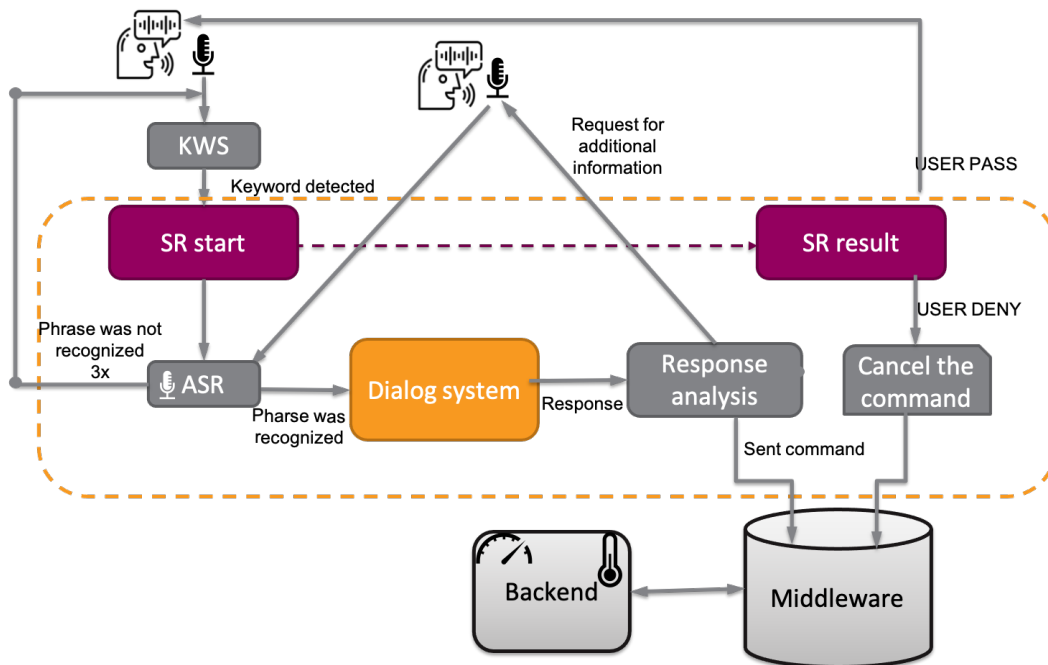 KWS
Keyword detected
Request for
additional
information
USER PASS
SR start
SR result
USER DENY
Phrase was not
recognized
3x
ASR
Pharse was
recognized
Dialog system
Response
Response
analysis
Cancel the
command
Sent command
Backend
Middleware